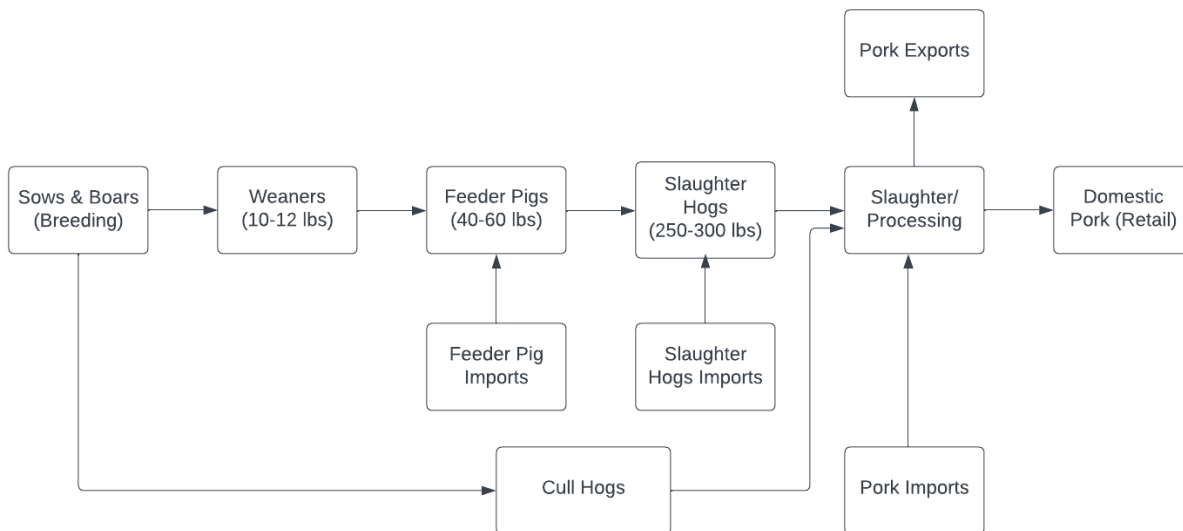 Pork Exports
Sows & Boars
(Breeding)
Weaners
(10-12 lbs)
Feeder Pigs
(40-60 lbs)
Slaughter
Hogs
(250-300 lbs)
Slaughter/
Processing
Domestic
Pork (Retail)
Feeder Pig
Imports
Slaughter
Hogs Imports
Cull Hogs
Pork Imports